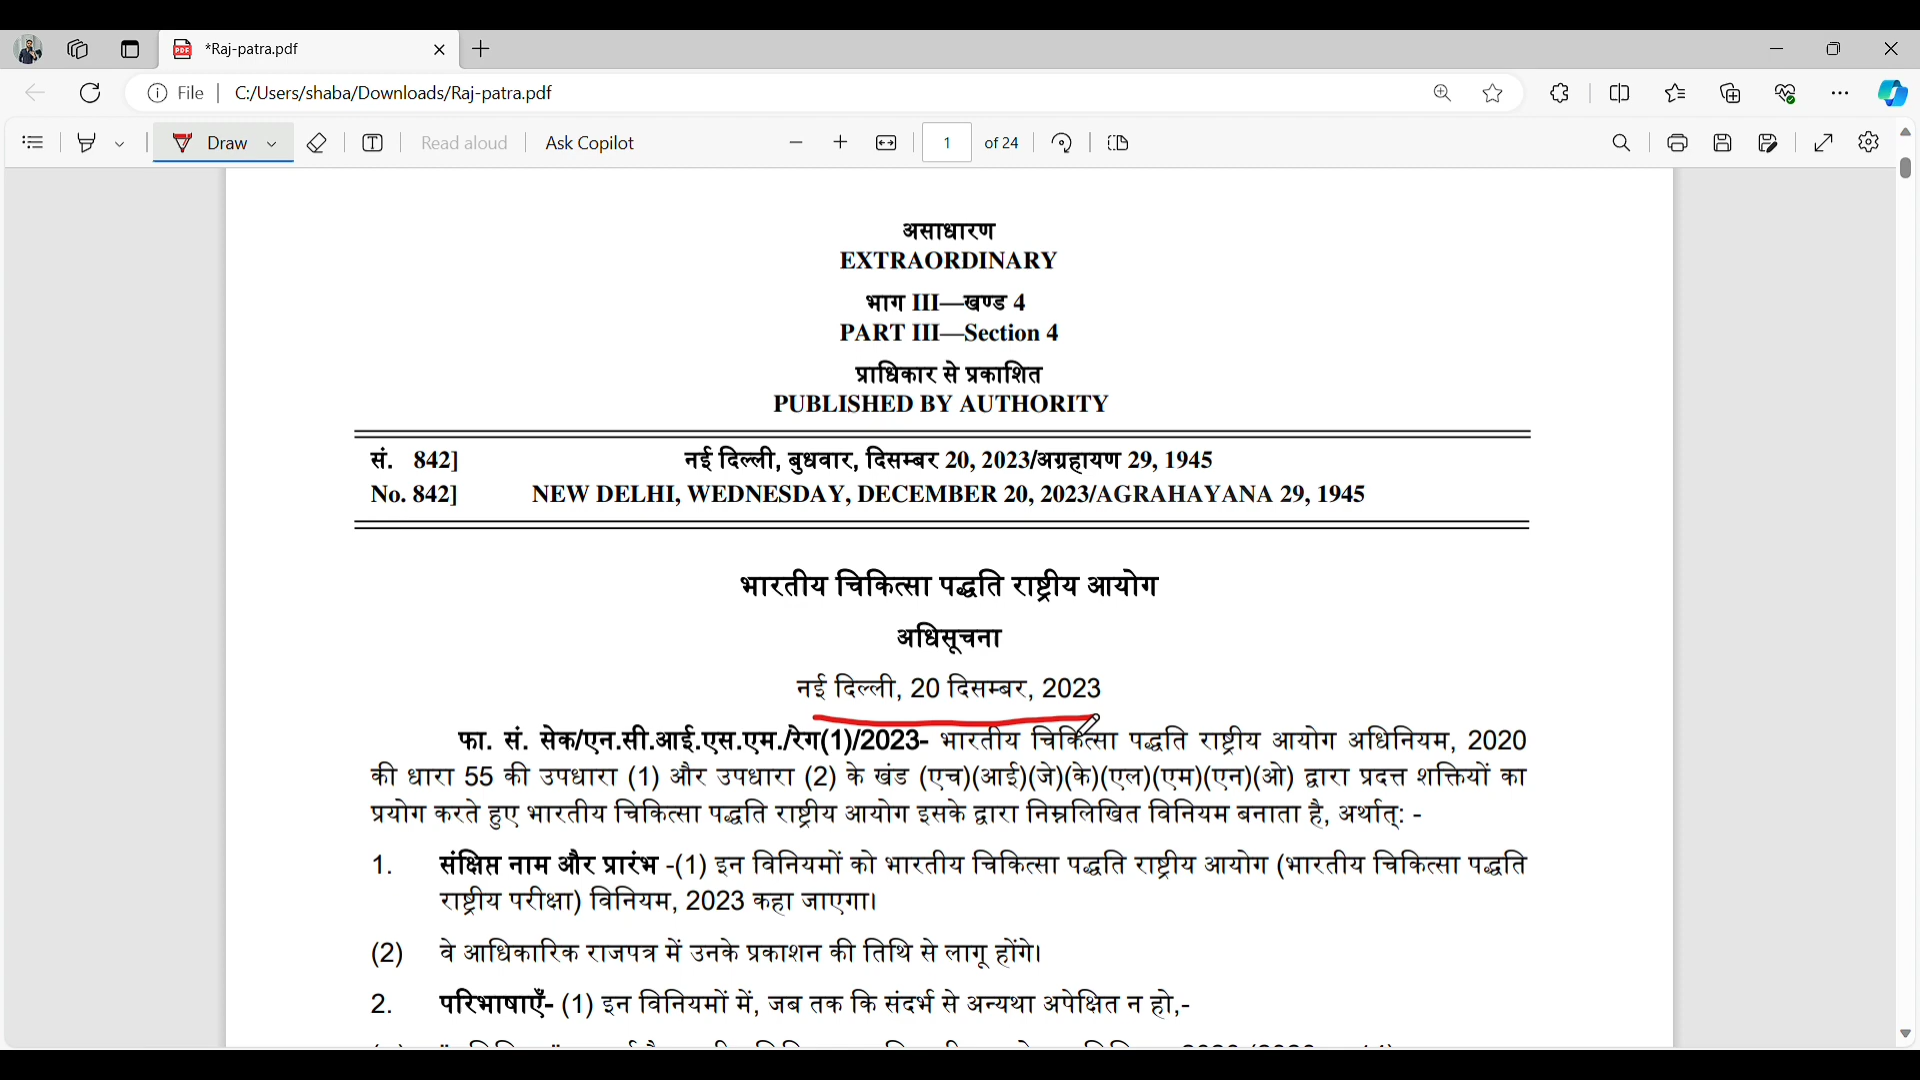 *Raj-patra.pdf
File C:/Users/shaba/Downloads/Raj-patra.pdf
Draw Read aloud Ask Copilot 1 of 24
असाधारण
EXTRAORDINARY
भाग III—खण्ड 4
PART III—Section 4
प्राधिकार से प्रकाशित
PUBLISHED BY AUTHORITY
सं. 842] नई दिल्ली, बुधवार, दिसम्बर 20, 2023/अग्रहायण 29, 1945
No. 842] NEW DELHI, WEDNESDAY, DECEMBER 20, 2023/AGRAHAYANA 29, 1945
भारतीय चिकित्सा पद्धति राष्ट्रीय आयोग
अधिसूचना
नई दिल्ली, 20 दिसम्बर, 2023
फा. सं. सेक/एन.सी.आई.एस.एम./रेग(1)/2023- भारतीय चिकित्सा पद्धति राष्ट्रीय आयोग अधिनियम, 2020
की धारा 55 की उपधारा (1) और उपधारा (2) के खंड (एच)(आई)(जे)(के)(एल)(एम)(एन)(ओ) द्वारा प्रदत्त शक्तियों का
प्रयोग करते हुए भारतीय चिकित्सा पद्धति राष्ट्रीय आयोग इसके द्वारा निम्नलिखित विनियम बनाता है, अर्थात्: -
1. संक्षिप्त नाम और प्रारंभ -(1) इन विनियमों को भारतीय चिकित्सा पद्धति राष्ट्रीय आयोग (भारतीय चिकित्सा पद्धति
राष्ट्रीय परीक्षा) विनियम, 2023 कहा जाएगा।
(2) वे आधिकारिक राजपत्र में उनके प्रकाशन की तिथि से लागू होंगे।
2. परिभाषाएँ- (1) इन विनियमों में, जब तक कि संदर्भ से अन्यथा अपेक्षित न हो,-